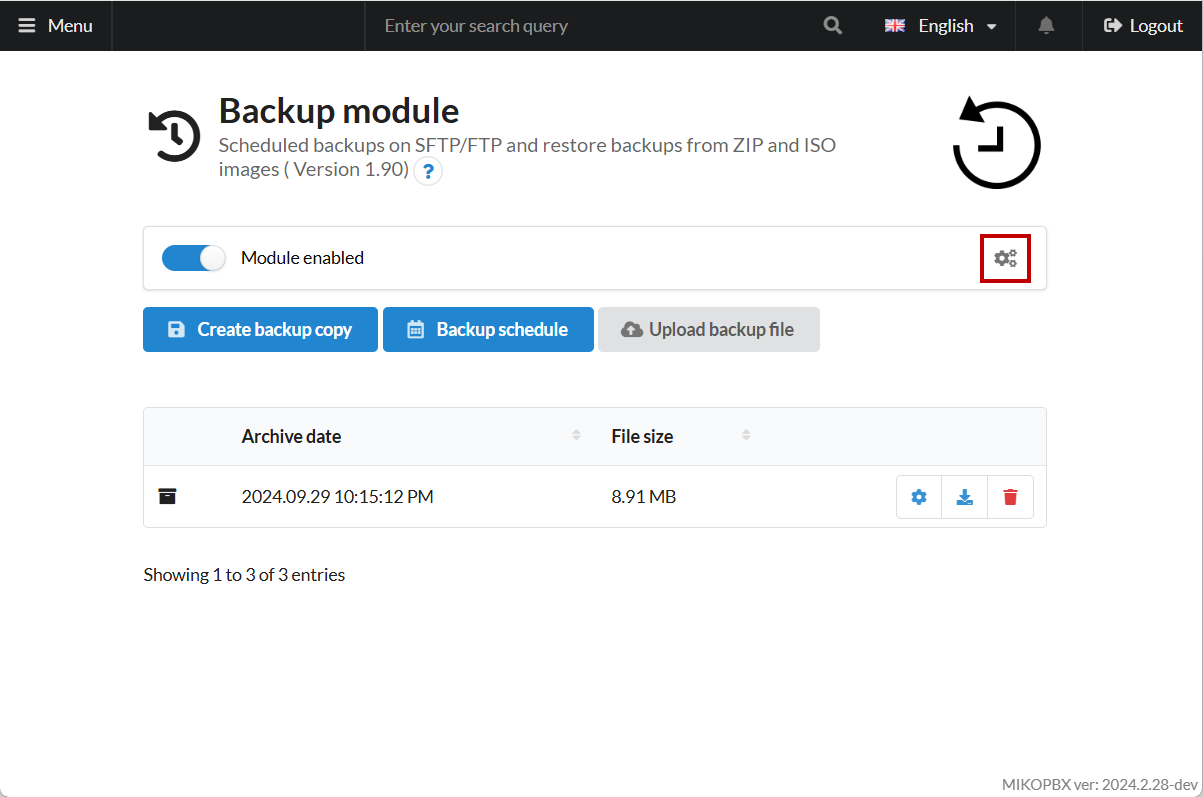 Menu
Enter your search query
English
Logout
Backup module
Scheduled backups on SFTP/FTP and restore backups from ZIP and ISO
images ( Version 1.90) ?
Module enabled
Create backup copy
Backup schedule
Upload backup file
Archive date
File size
2024.09.29 10:15:12 PM
8.91 MB
Showing 1 to 3 of 3 entries
MIKOPBX ver: 2024.2.28-dev